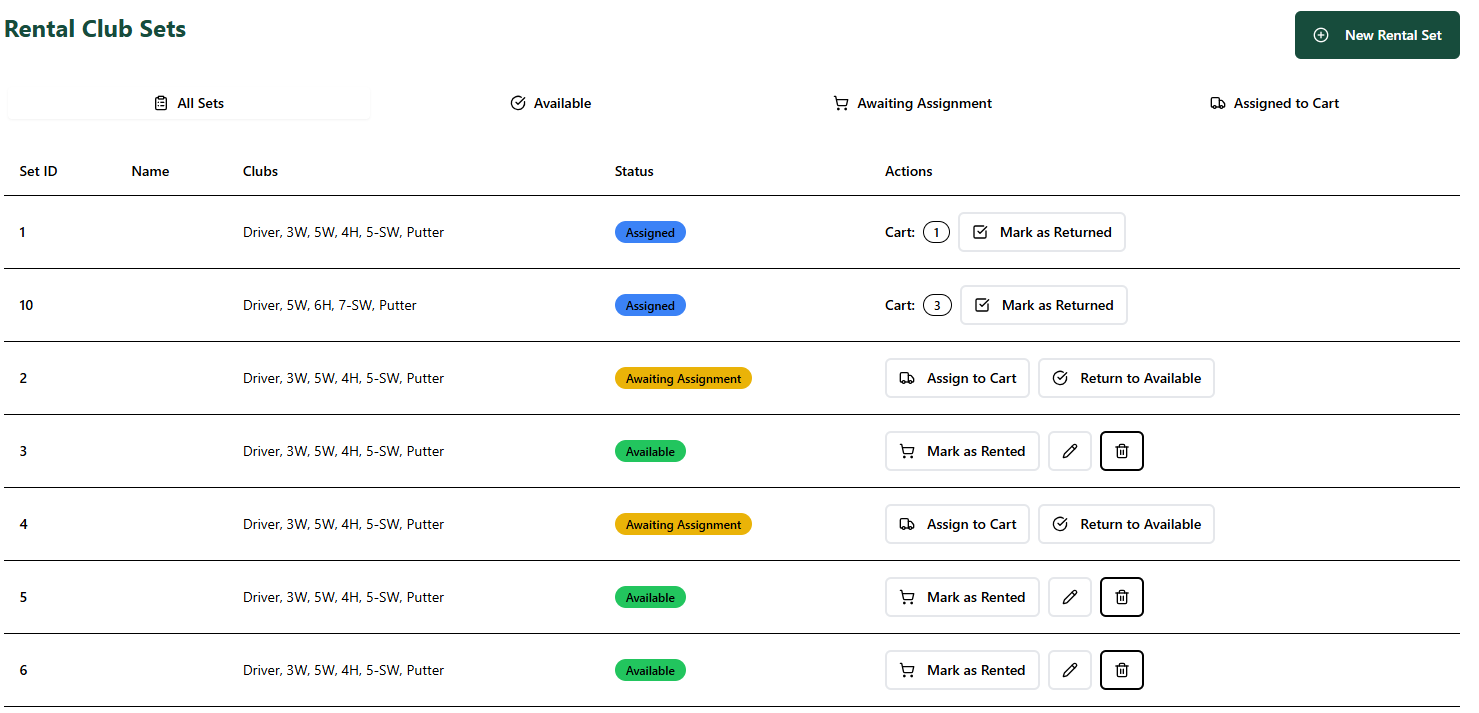 Rental Club Sets
New Rental Set
All Sets Available Awaiting Assignment Assigned to Cart
Set ID Name Clubs Status Actions
1 Driver, 3W, 5W, 4H, 5-SW, Putter Assigned Cart: 1 Mark as Returned
10 Driver, 5W, 6H, 7-SW, Putter Assigned Cart: 3 Mark as Returned
2 Driver, 3W, 5W, 4H, 5-SW, Putter Awaiting Assignment Assign to Cart Return to Available
3 Driver, 3W, 5W, 4H, 5-SW, Putter Available Mark as Rented
4 Driver, 3W, 5W, 4H, 5-SW, Putter Awaiting Assignment Assign to Cart Return to Available
5 Driver, 3W, 5W, 4H, 5-SW, Putter Available Mark as Rented
6 Driver, 3W, 5W, 4H, 5-SW, Putter Available Mark as Rented